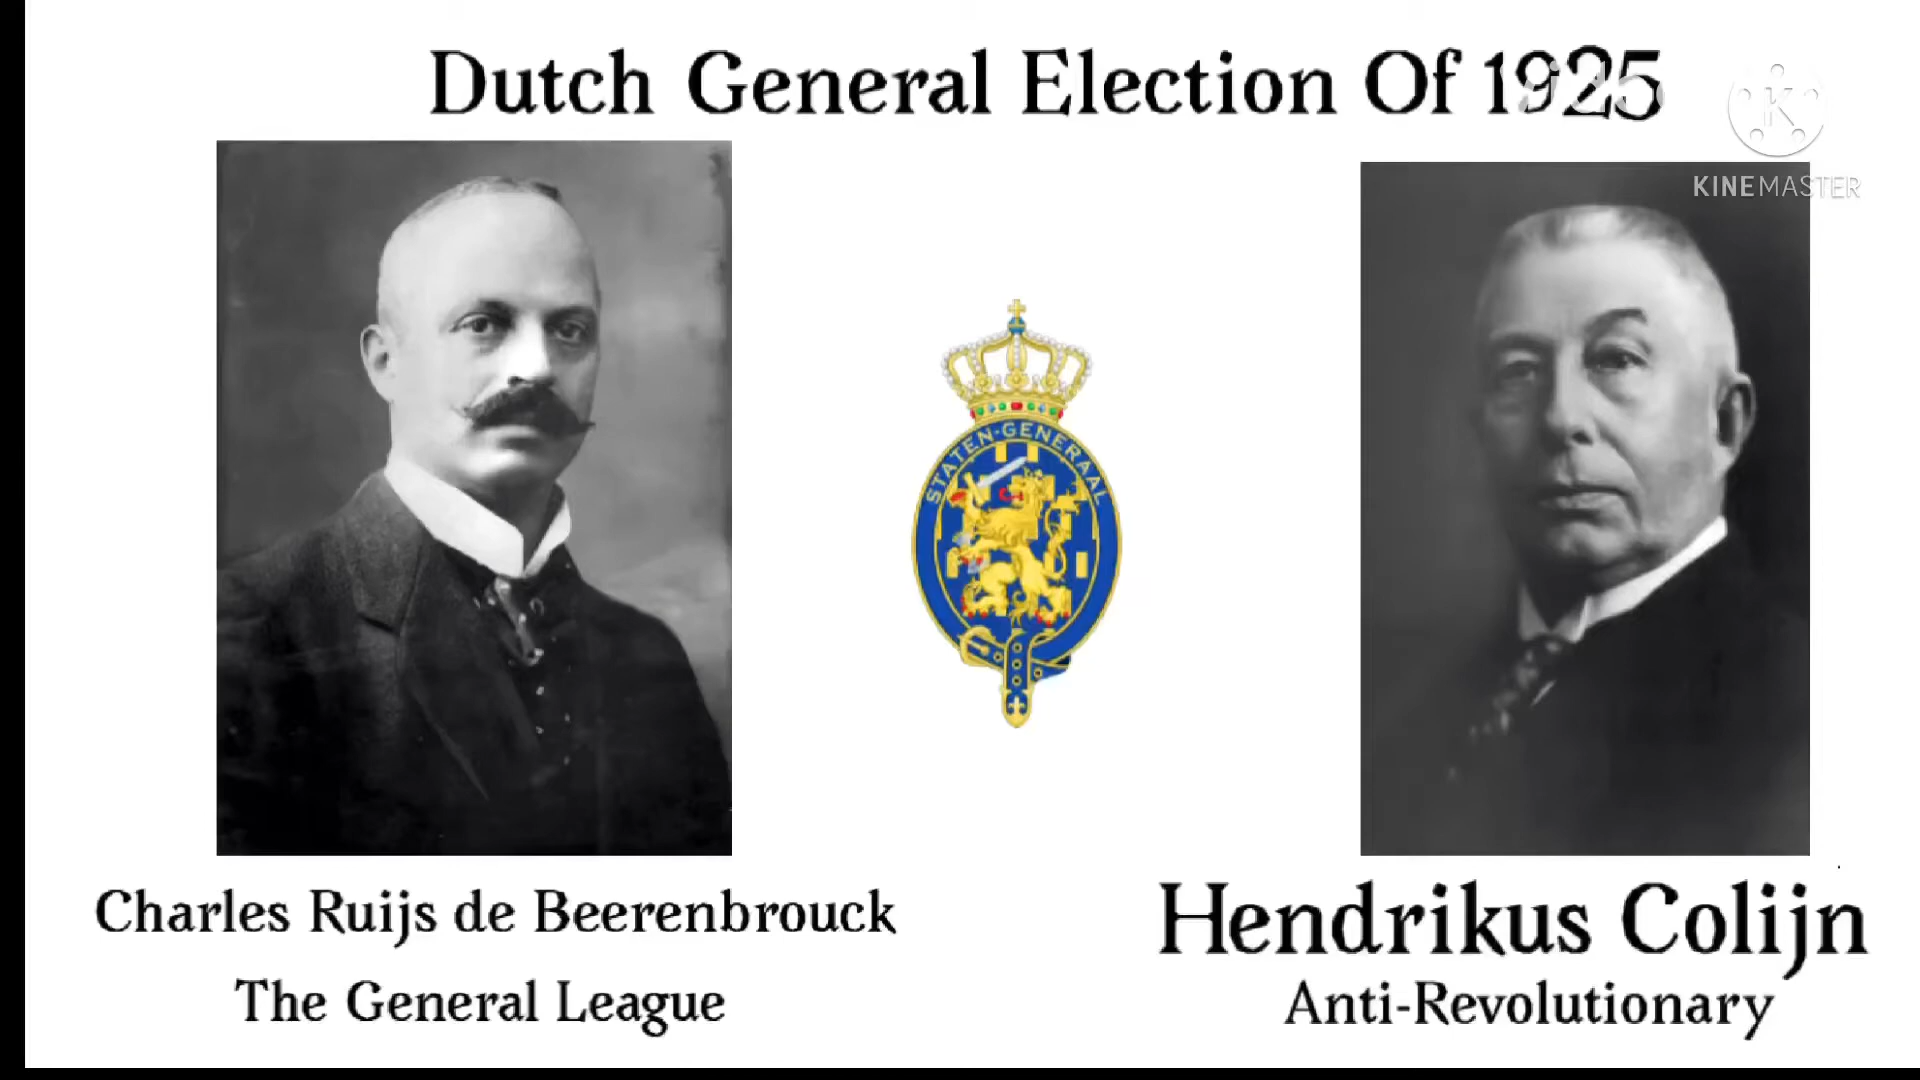 Dutch General Election Of 1925
KINEMASTER
STATEN-GENERAAL
Charles Ruijs de Beerenbrouck
Hendrikus Colijn
The General League
Anti-Revolutionary